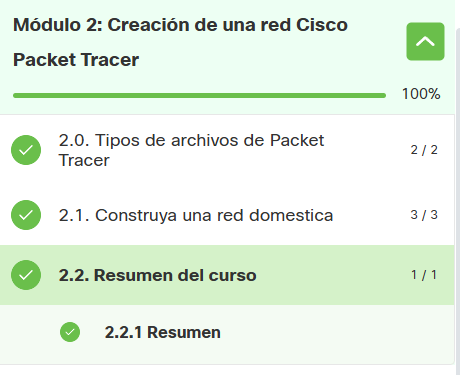 Módulo 2: Creación de una red Cisco
Packet Tracer
100%
2.0. Tipos de archivos de Packet
Tracer
2 / 2
2.1. Construya una red domestica
3 / 3
2.2. Resumen del curso
1 / 1
2.2.1 Resumen